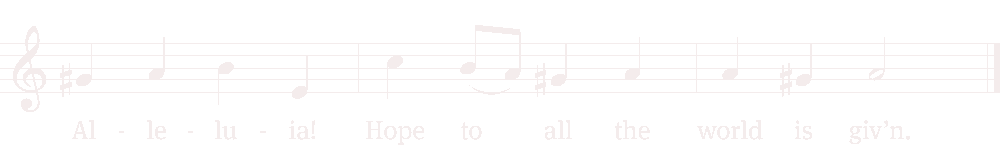 Al - le - lu - ia! Hope to all the world is giv’n.